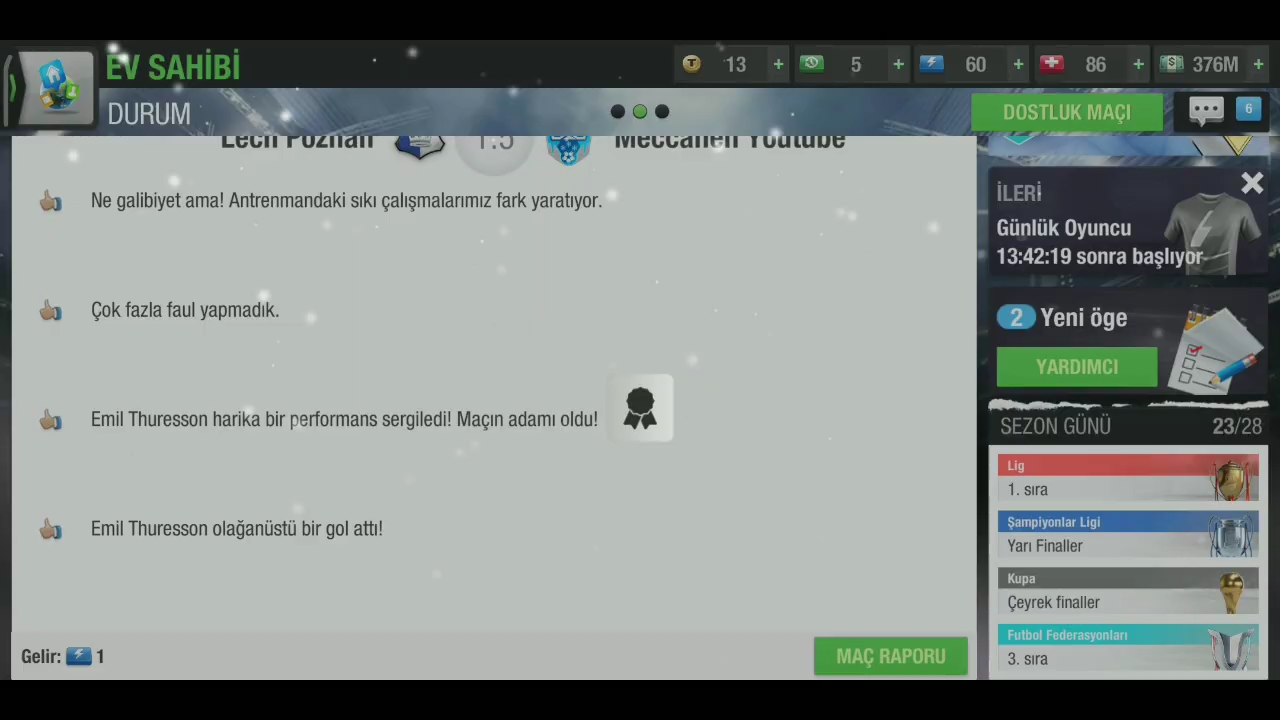 EV SAHİBİ
13 + 5 + 60 + 86 + 376M +
DURUM
DOSTLUK MAÇI
6
Lech Poznan 1:5 Meccanen Youtube
Ne galibiyet ama! Antrenmandaki sıkı çalışmalarımız fark yaratıyor.
Çok fazla faul yapmadık.
Emil Thuresson harika bir performans sergiledi! Maçın adamı oldu!
Emil Thuresson olağanüstü bir gol attı!
Gelir: 1
MAÇ RAPORU
İLERİ
Günlük Oyuncu
13:42:19 sonra başlıyor
2 Yeni öge
YARDIMCI
SEZON GÜNÜ 23/28
Lig
1. sıra
Şampiyonlar Ligi
Yarı Finaller
Kupa
Çeyrek finaller
Futbol Federasyonları
3. sıra